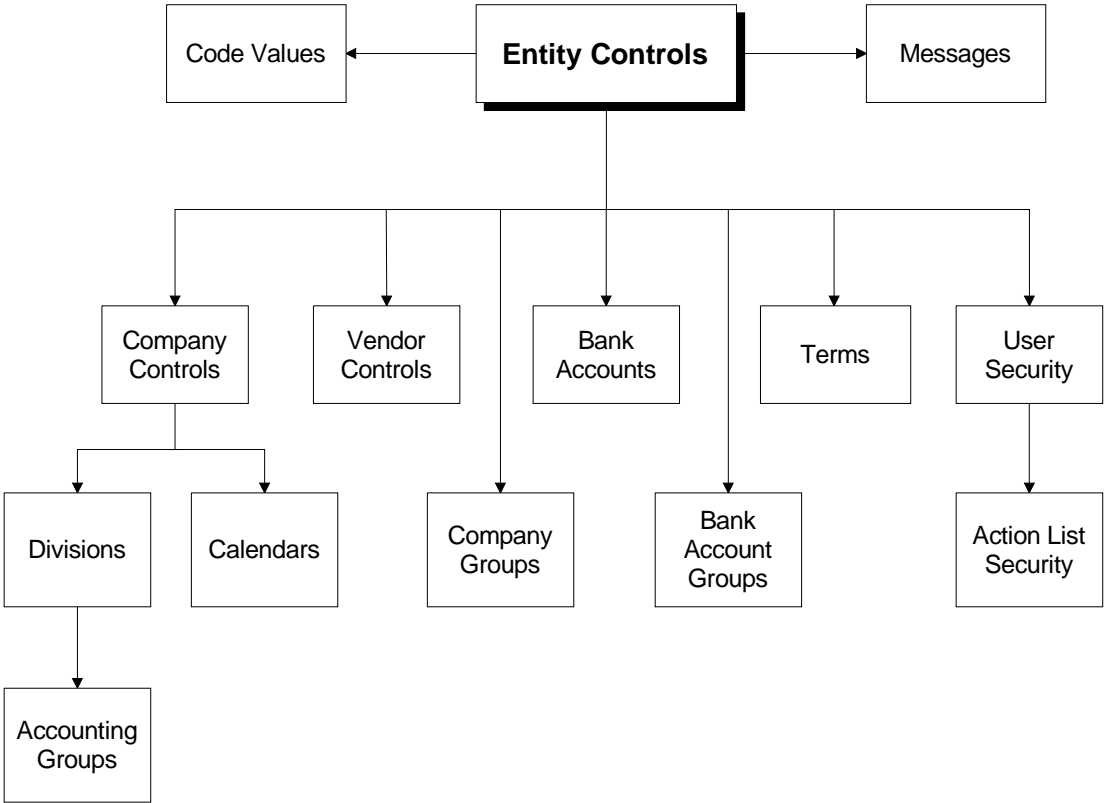 Code Values
Entity Controls
Messages
Company
Controls
Vendor
Controls
Bank
Accounts
Terms
User
Security
Divisions
Calendars
Company
Groups
Bank
Account
Groups
Action List
Security
Accounting
Groups